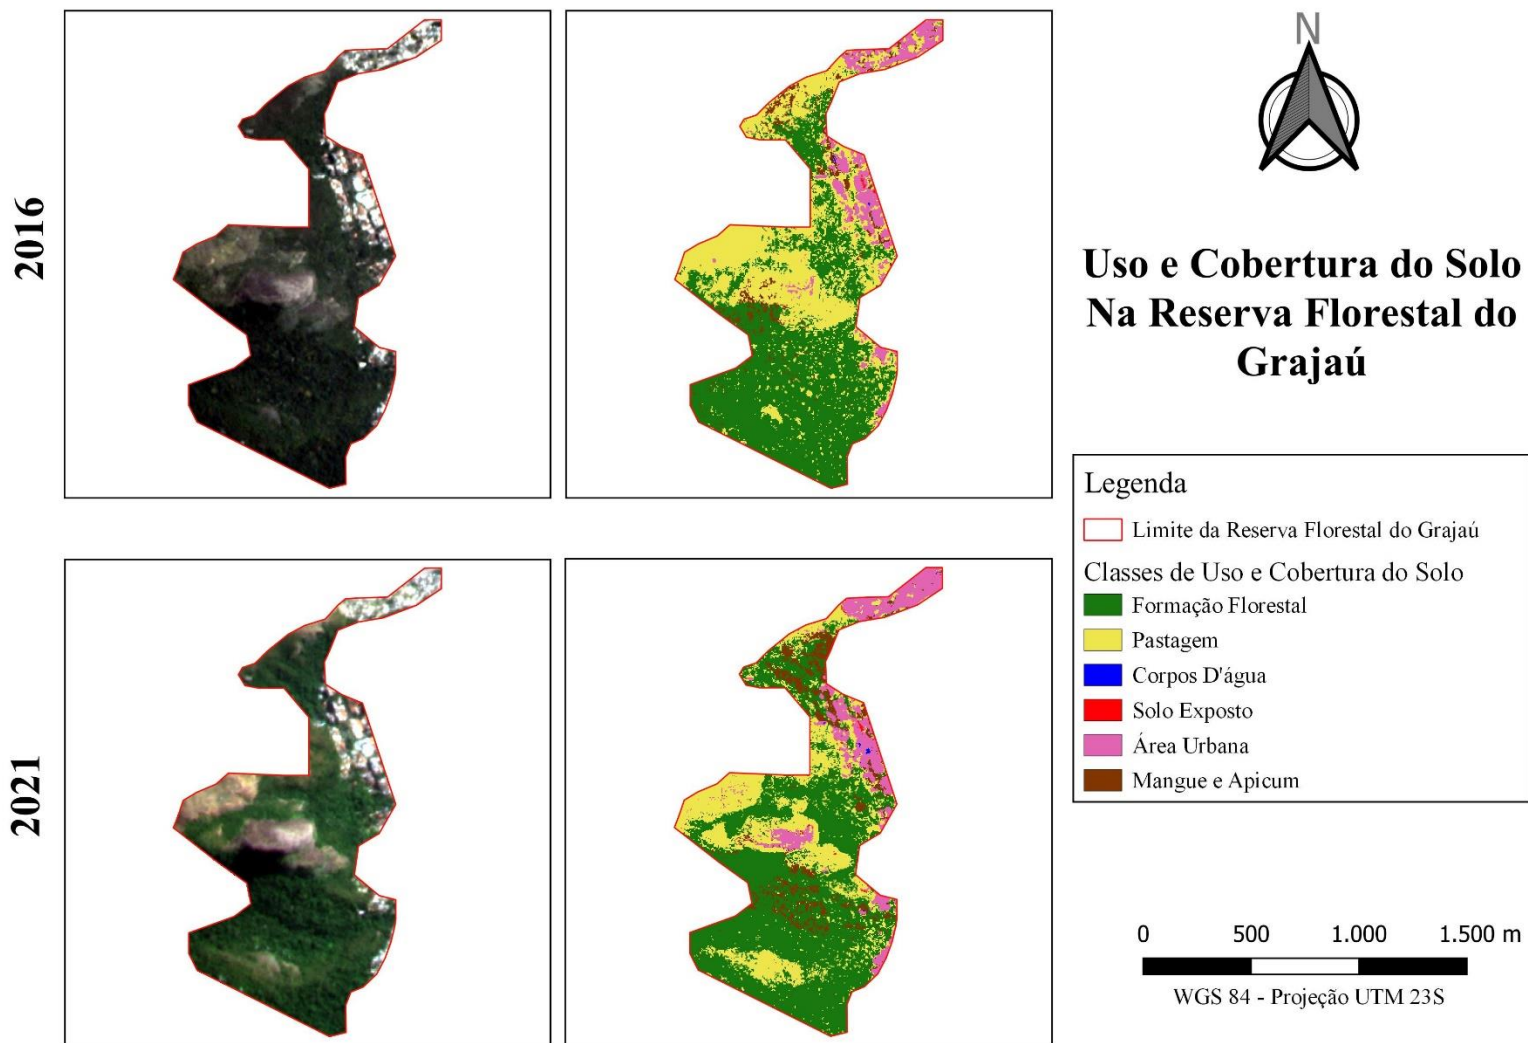 2016
2021
N
Uso e Cobertura do Solo
Na Reserva Florestal do
Grajaú
Legenda
Limite da Reserva Florestal do Grajaú
Classes de Uso e Cobertura do Solo
Formação Florestal
Pastagem
Corpos D'água
Solo Exposto
Área Urbana
Mangue e Apicum
0 500 1.000 1.500 m
WGS 84 - Projeção UTM 23S